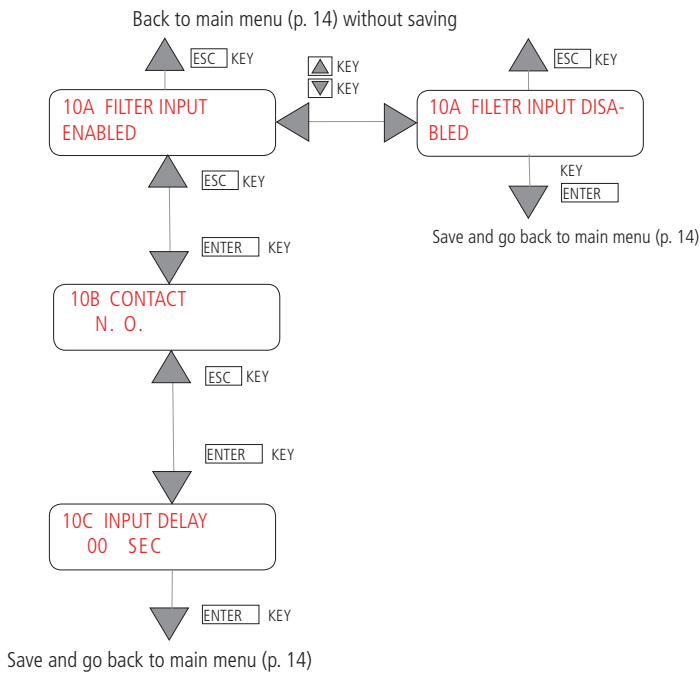 Back to main menu (p. 14) without saving
ESC KEY
KEY
KEY
ESC KEY
10A FILTER INPUT
ENABLED
10A FILETR INPUT DISA-
BLED
ESC KEY
KEY
ENTER
ENTER KEY
Save and go back to main menu (p. 14)
10B CONTACT
N. O.
ESC KEY
ENTER KEY
10C INPUT DELAY
00 SEC
ENTER KEY
Save and go back to main menu (p. 14)